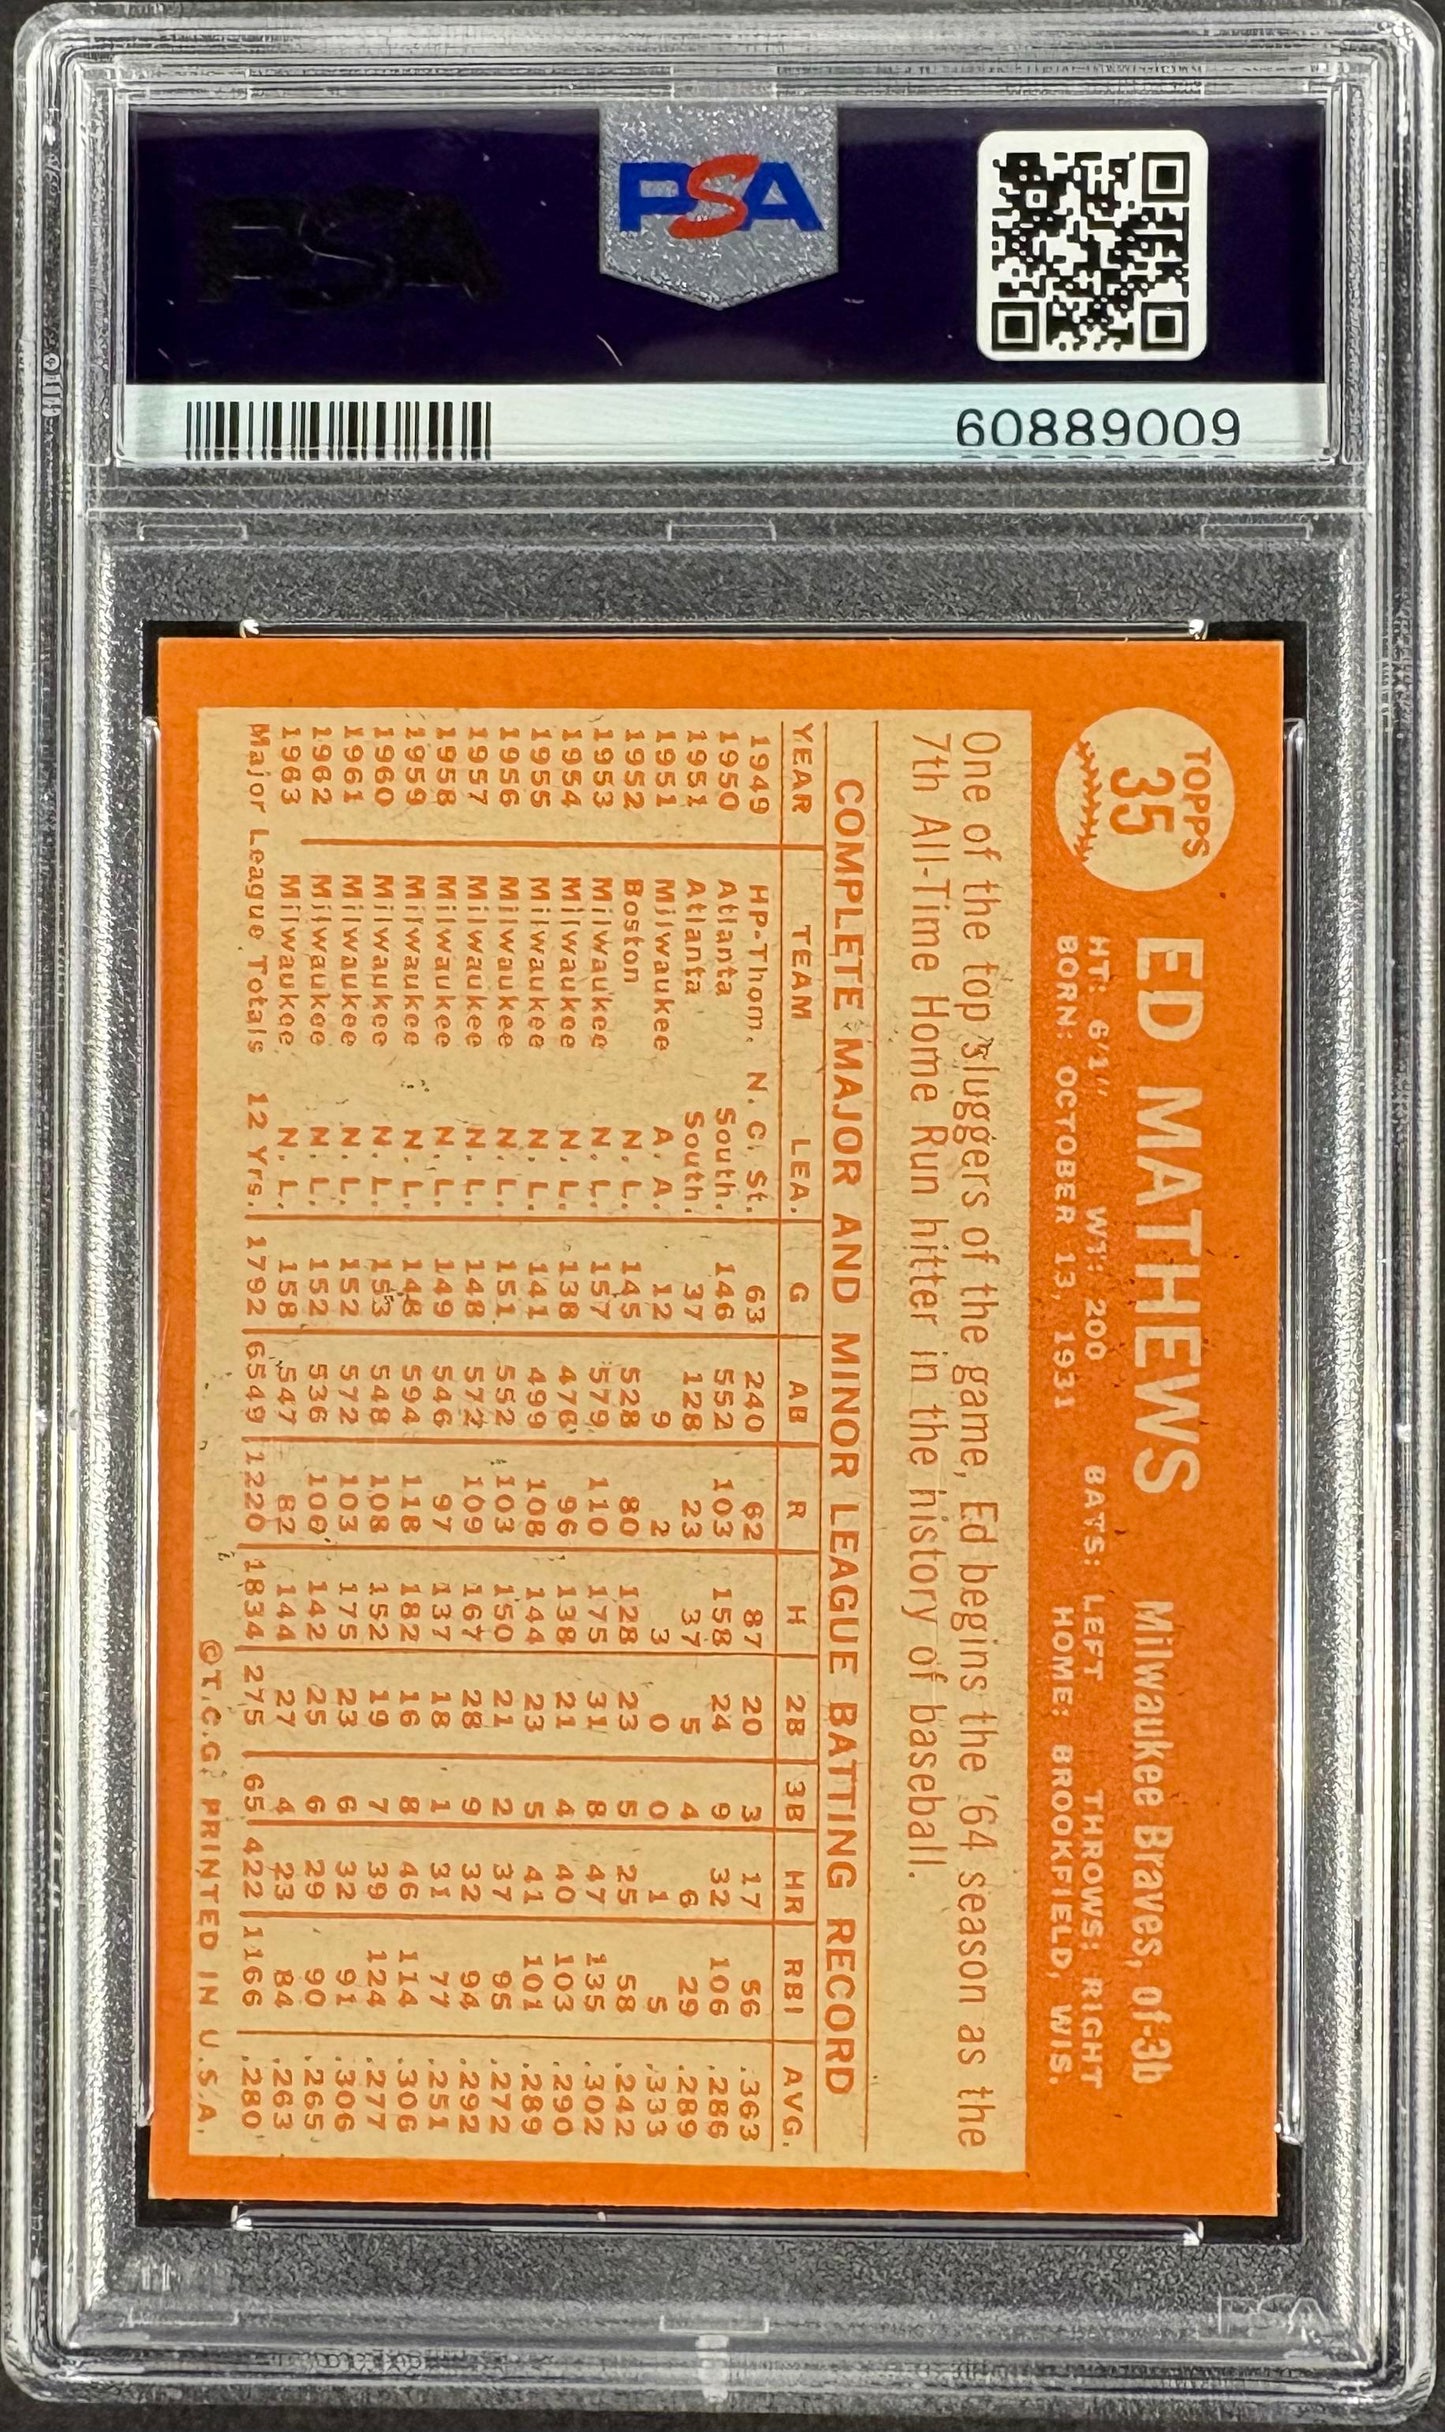 PSA
PSA
60889009
TOPPS
35
ED MATHEWS Milwaukee Braves, of-3b
HT: 6'1" WT: 200 BATS: LEFT THROWS: RIGHT
BORN: OCTOBER 13, 1931 HOME: BROOKFIELD, WIS.
One of the top sluggers of the game, Ed begins the '64 season as the
7th All-Time Home Run hitter in the history of baseball.
COMPLETE MAJOR AND MINOR LEAGUE BATTING RECORD
YEAR TEAM LEA. G AB R H 2B 3B HR RBI AVG.
1949 HP-Thom. N. C. St. 63 240 62 87 20 3 17 56 .363
1950 Atlanta South. 146 552 103 158 24 9 32 106 .286
1951 Atlanta South. 37 128 23 37 5 4 6 29 .289
1951 Milwaukee A. A. 12 9 2 3 0 0 1 5 .333
1952 Boston N. L. 145 528 80 128 23 5 25 58 .242
1953 Milwaukee N. L. 157 579 110 175 31 8 47 135 .302
1954 Milwaukee N. L. 138 476 96 138 21 4 40 103 .290
1955 Milwaukee N. L. 141 499 108 144 23 5 41 101 .289
1956 Milwaukee N. L. 151 552 103 150 21 2 37 95 .272
1957 Milwaukee N. L. 148 572 109 167 28 9 32 94 .292
1958 Milwaukee N. L. 149 546 97 137 18 1 31 77 .251
1959 Milwaukee N. L. 148 594 118 182 16 8 46 114 .306
1960 Milwaukee N. L. 153 548 108 152 19 7 39 124 .277
1961 Milwaukee N. L. 152 572 103 175 23 6 32 91 .306
1962 Milwaukee N. L. 152 536 106 142 25 6 29 90 .265
1963 Milwaukee N. L. 158 547 82 144 27 4 23 84 .263
Major League Totals 12 Yrs. 1792 6549 1220 1834 275 65 422 1166 .280
©T.C.G. PRINTED IN U.S.A.
PSA